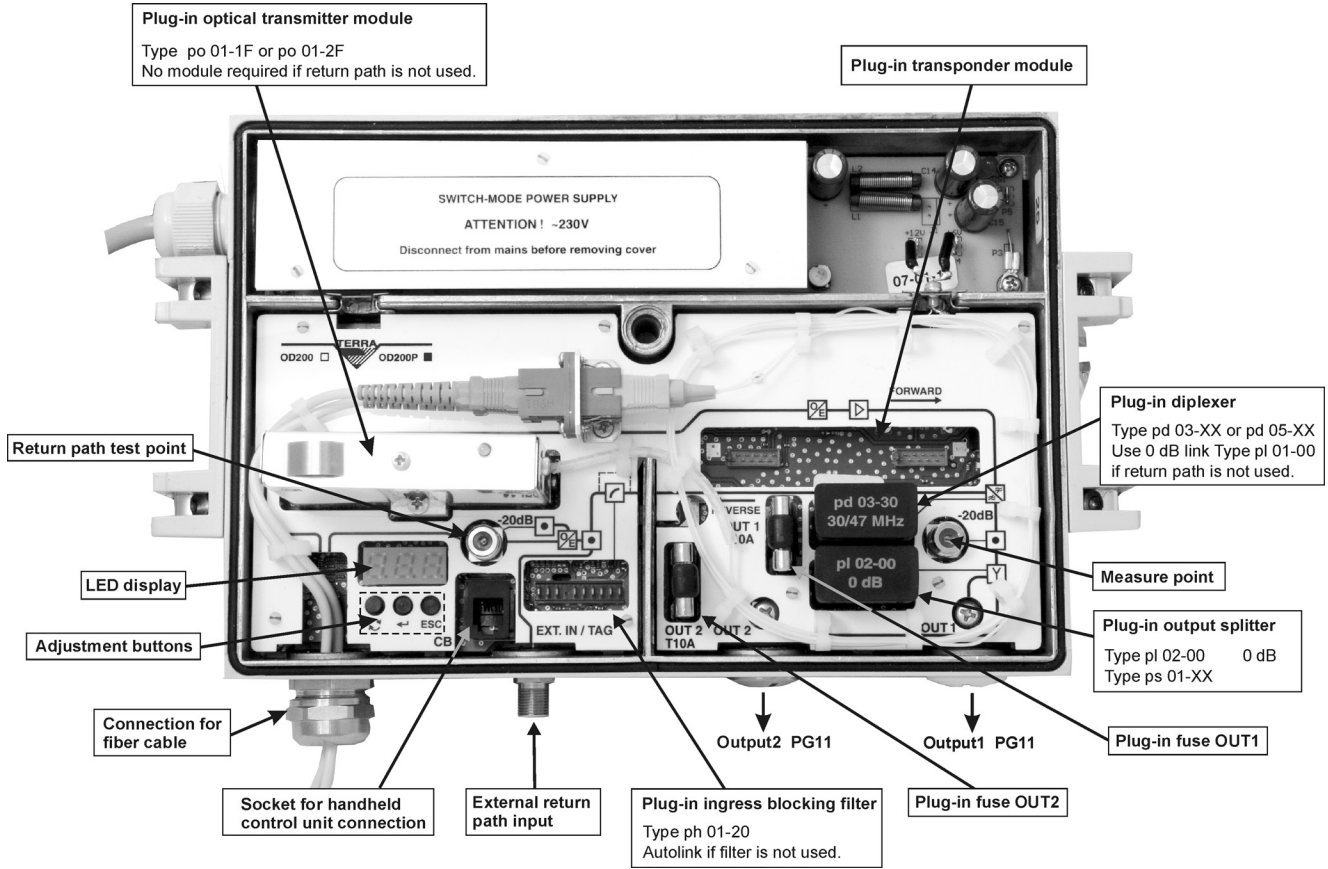 Plug-in optical transmitter module
Type po 01-1F or po 01-2F
No module required if return path is not used.
Plug-in transponder module
SWITCH-MODE POWER SUPPLY
ATTENTION ! ~230V
Disconnect from mains before removing cover
L2
C14
L1
+12V
P3
07-0
TERRA
OD200
OD200P
FORWARD
O/E
Plug-in diplexer
Type pd 03-XX or pd 05-XX
Use 0 dB link Type pl 01-00
if return path is not used.
Return path test point
pd 03-30
30/47 MHz
-20dB
-20dB
O/E
OUT 1
pl 02-00
0 dB
Measure point
LED display
ESC
Adjustment buttons
CB
EXT. IN / TAG
OUT 2
T10A
OUT 2
OUT 1
Y
Plug-in output splitter
Type pl 02-00 0 dB
Type ps 01-XX
Connection for
fiber cable
Output2 PG11
Output1 PG11
Plug-in fuse OUT1
Socket for handheld
control unit connection
External return
path input
Plug-in ingress blocking filter
Type ph 01-20
Autolink if filter is not used.
Plug-in fuse OUT2